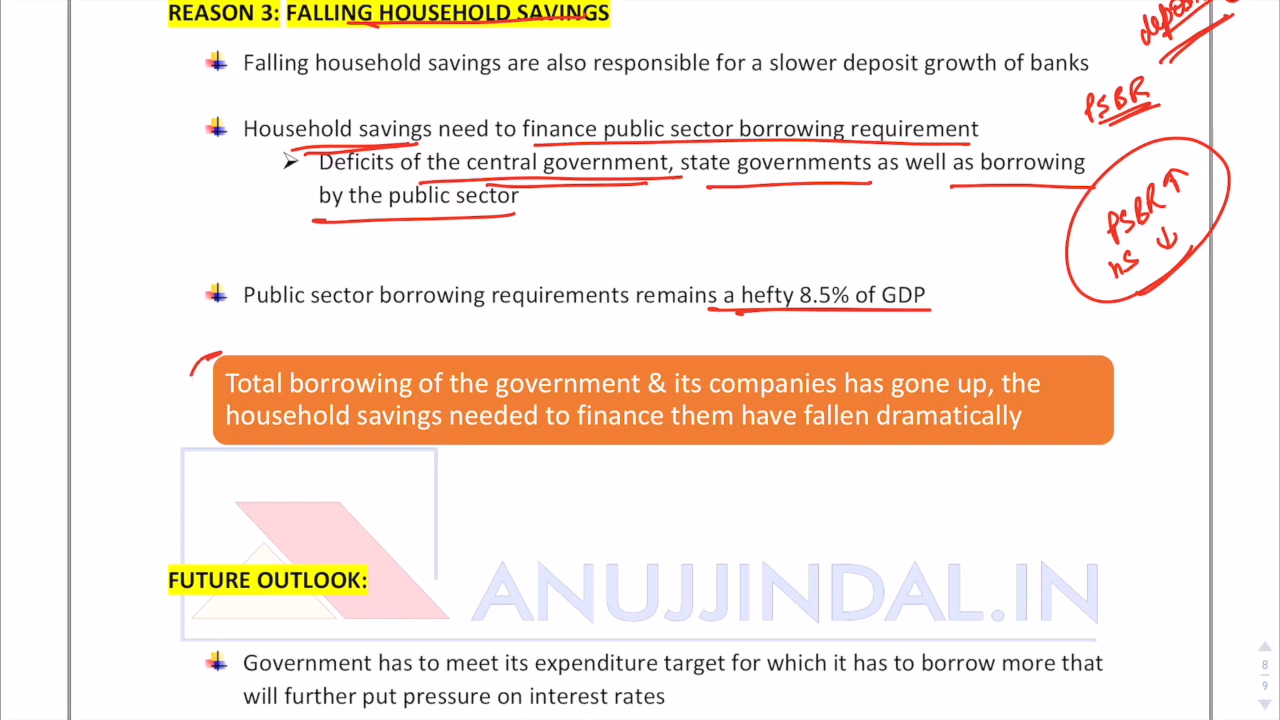 REASON 3: FALLING HOUSEHOLD SAVINGS
Falling household savings are also responsible for a slower deposit growth of banks
PSBR
Household savings need to finance public sector borrowing requirement
Deficits of the central government, state governments as well as borrowing
by the public sector
PSBR ↑
↓
Public sector borrowing requirements remains a hefty 8.5% of GDP
Total borrowing of the government & its companies has gone up, the
household savings needed to finance them have fallen dramatically
ANUJJINDAL.IN
FUTURE OUTLOOK:
Government has to meet its expenditure target for which it has to borrow more that
will further put pressure on interest rates
8
9